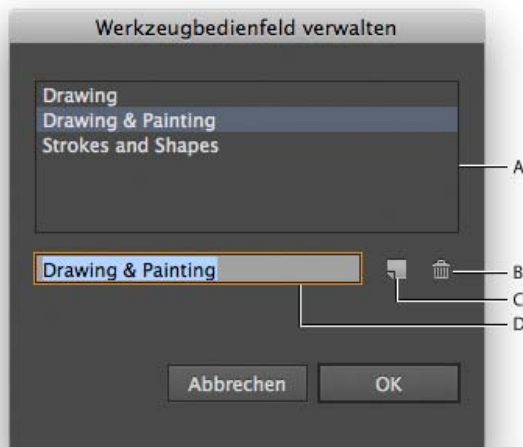 Werkzeugbedienfeld verwalten
Drawing
Drawing & Painting
Strokes and Shapes
A
Drawing & Painting
B
C
D
Abbrechen
OK